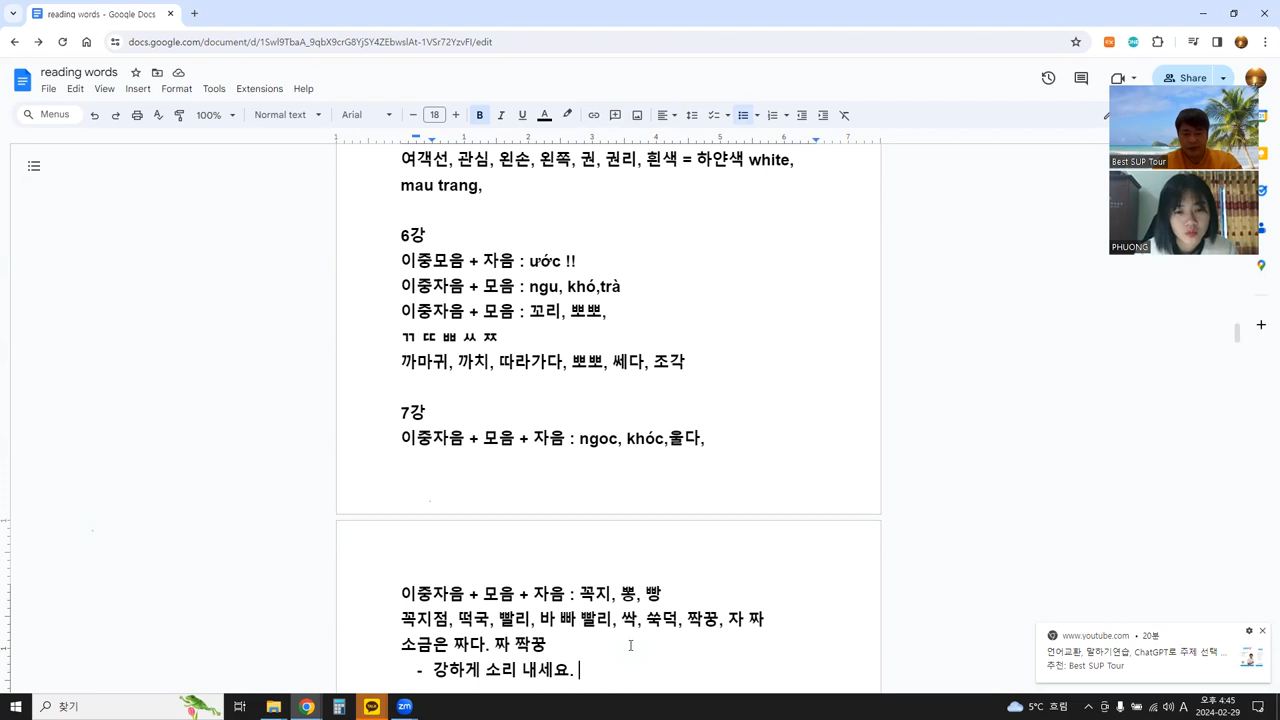 reading words - Google Docs
docs.google.com/document/d/1Swl9TbaA_9qbX9crG8YjSY4ZEbwslAt-1VSr72YzvFI/edit
reading words
Share
File Edit View Insert Format Tools Extensions Help
Menus 100% Normal text Arial 18 B I U A
1 1 2 3 4 5 6 7
여객선, 관심, 왼손, 왼쪽, 권, 권리, 흰색 = 하얀색 white,
mau trang,
6강
이중모음 + 자음 : ước !!
이중자음 + 모음 : ngu, khó,trà
이중자음 + 모음 : 꼬리, 뽀뽀,
ㄲ ㄸ ㅃ ㅆ ㅉ
까마귀, 까치, 따라가다, 뽀뽀, 쎄다, 조각
7강
이중자음 + 모음 + 자음 : ngoc, khóc,울다,
이중자음 + 모음 + 자음 : 꼭지, 뽕, 빵
꼭지점, 떡국, 빨리, 바 빠 빨리, 싹, 쑥덕, 짝꿍, 자 짜
소금은 짜다. 짜 짝꿍
- 강하게 소리 내세요.
Best SUP Tour
PHUONG
www.youtube.com • 20분
언어교환, 말하기연습, ChatGPT로 주제 선택 ...
추천: Best SUP Tour
찾기
TALK
zm
5°C 흐림
A
오후 4:45
2024-02-29